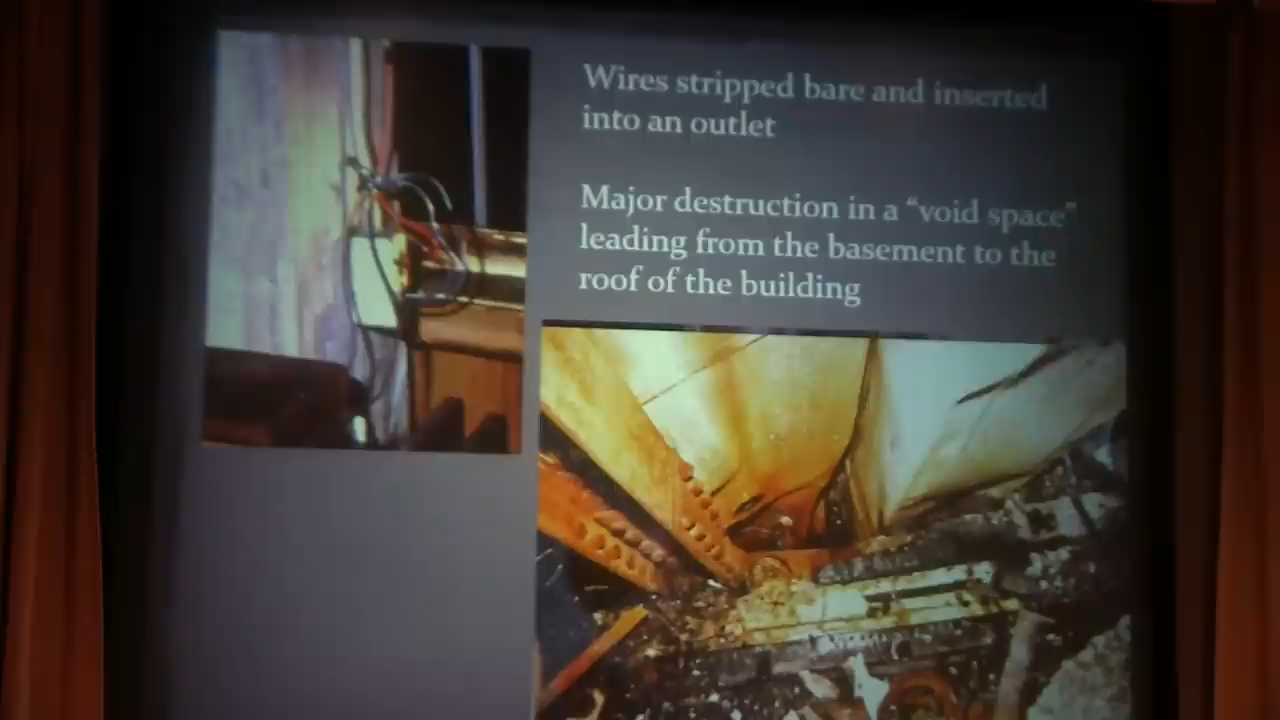 Wires stripped bare and inserted
into an outlet
Major destruction in a “void space”
leading from the basement to the
roof of the building